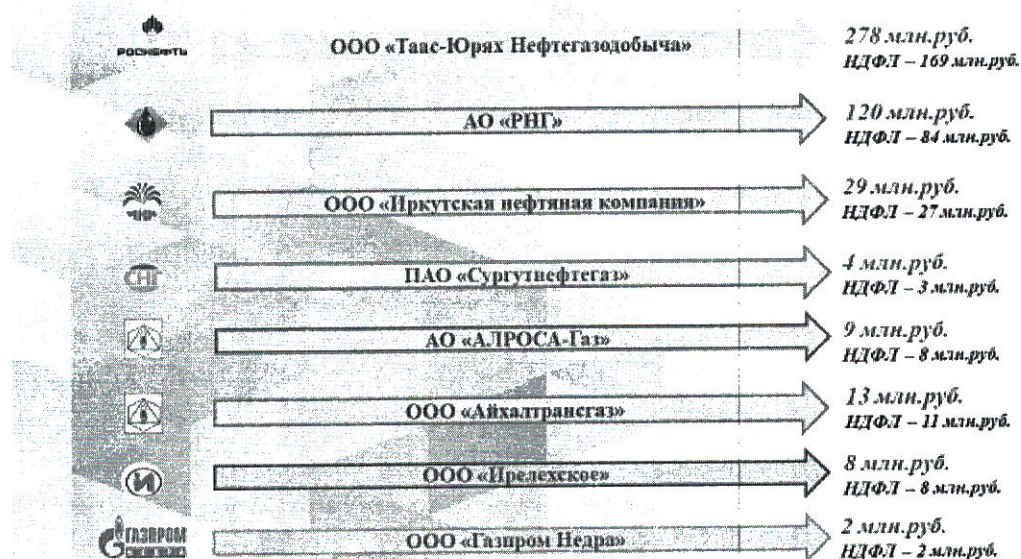 РОСНЕФТЬ
ООО «Таас-Юрях Нефтегазодобыча»
278 млн.руб.
НДФЛ – 169 млн.руб.
АО «РНГ»
120 млн.руб.
НДФЛ – 84 млн.руб.
ООО «Иркутская нефтяная компания»
29 млн.руб.
НДФЛ – 27 млн.руб.
СНГ
ПАО «Сургутнефтегаз»
4 млн.руб.
НДФЛ – 3 млн.руб.
АО «АЛРОСА-Газ»
9 млн.руб.
НДФЛ – 8 млн.руб.
ООО «Айхалтрансгаз»
13 млн.руб.
НДФЛ – 11 млн.руб.
И
ООО «Ирелехское»
8 млн.руб.
НДФЛ – 8 млн.руб.
ГАЗПРОМ
ООО «Газпром Недра»
2 млн.руб.
НДФЛ – 2 млн.руб.